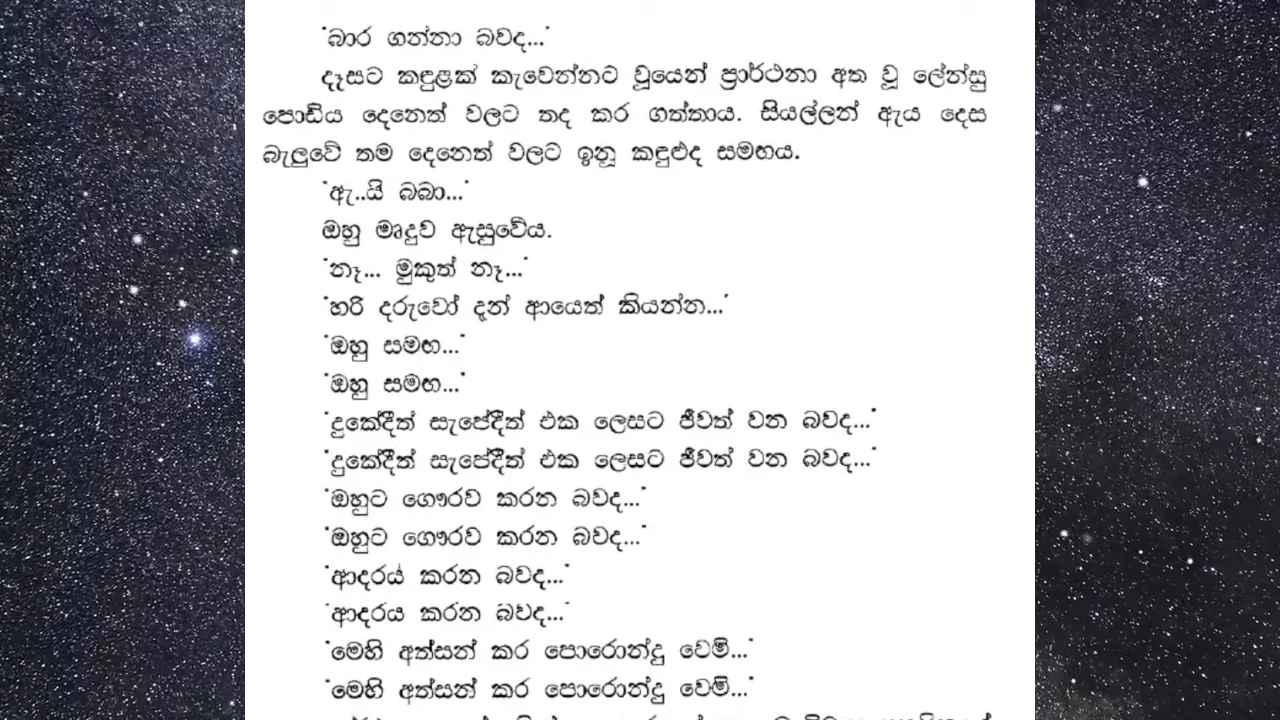 'බාර ගන්නා බවද...'
දෑසට කඳුළක් කැවෙන්නට වූයෙන් ප්‍රාර්ථනා අත වූ ලේන්සු
පොඩිය දෙනෙත් වලට තද කර ගත්තාය. සියල්ලන් ඇය දෙස
බැලුවේ තම දෙනෙත් වලට ඉනූ කඳුළුද සමඟය.
'ඇ..යි බබා...'
ඔහු මෘදුව ඇසුවේය.
'නෑ... මුකුත් නෑ...'
'හරි දරුවෝ දැන් ආයෙත් කියන්න...'
'ඔහු සමඟ...'
'ඔහු සමඟ...'
'දුකේදීත් සැපේදීත් එක ලෙසට ජීවත් වන බවද...'
'දුකේදීත් සැපේදීත් එක ලෙසට ජීවත් වන බවද...'
'ඔහුට ගෞරව කරන බවද...'
'ඔහුට ගෞරව කරන බවද...'
'ආදරය කරන බවද...'
'ආදරය කරන බවද...'
'මෙහි අත්සන් කර පොරොන්දු වෙමි...'
'මෙහි අත්සන් කර පොරොන්දු වෙමි...'